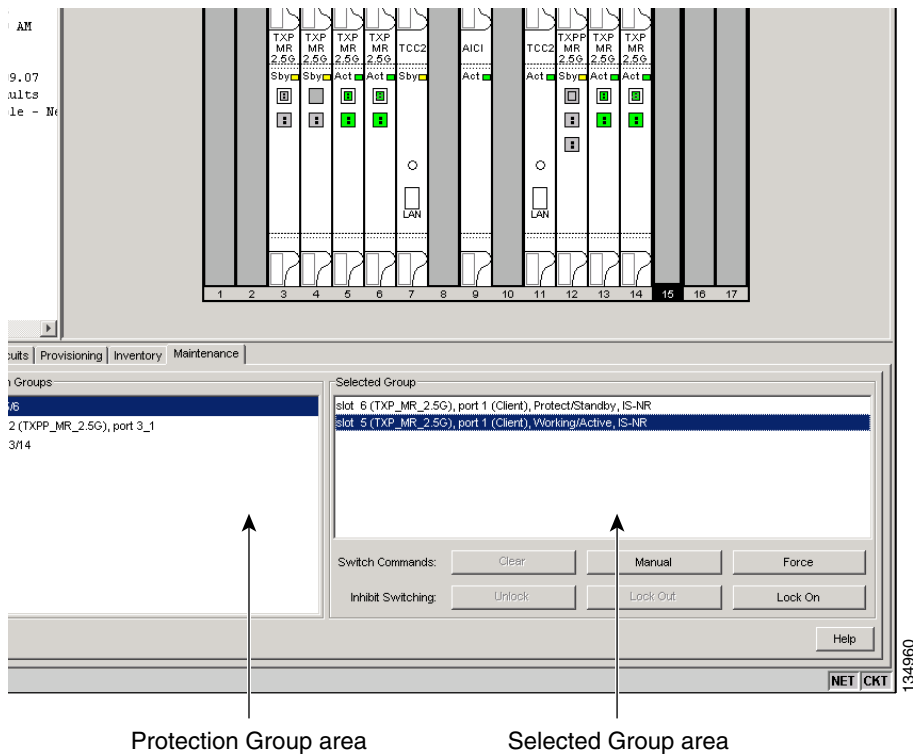 AM
9.07
ults
le - Ne
TXP MR 2.5G
TXP MR 2.5G
TXP MR 2.5G
TXP MR 2.5G
TCC2
AICI
TCC2
TXPP MR 2.5G
TXP MR 2.5G
TXP MR 2.5G
Sby Sby Act Act Sby Act Act Sby Act Act
LAN LAN
1 2 3 4 5 6 7 8 9 10 11 12 13 14 15 16 17
cuits Provisioning Inventory Maintenance
n Groups
5/6
2 (TXPP_MR_2.5G), port 3_1
3/14
Selected Group
slot 6 (TXP_MR_2.5G), port 1 (Client), Protect/Standby, IS-NR
slot 5 (TXP_MR_2.5G), port 1 (Client), Working/Active, IS-NR
Switch Commands: Clear Manual Force
Inhibit Switching: Unlock Lock Out Lock On
Help
NET CKT
134960
Protection Group area
Selected Group area